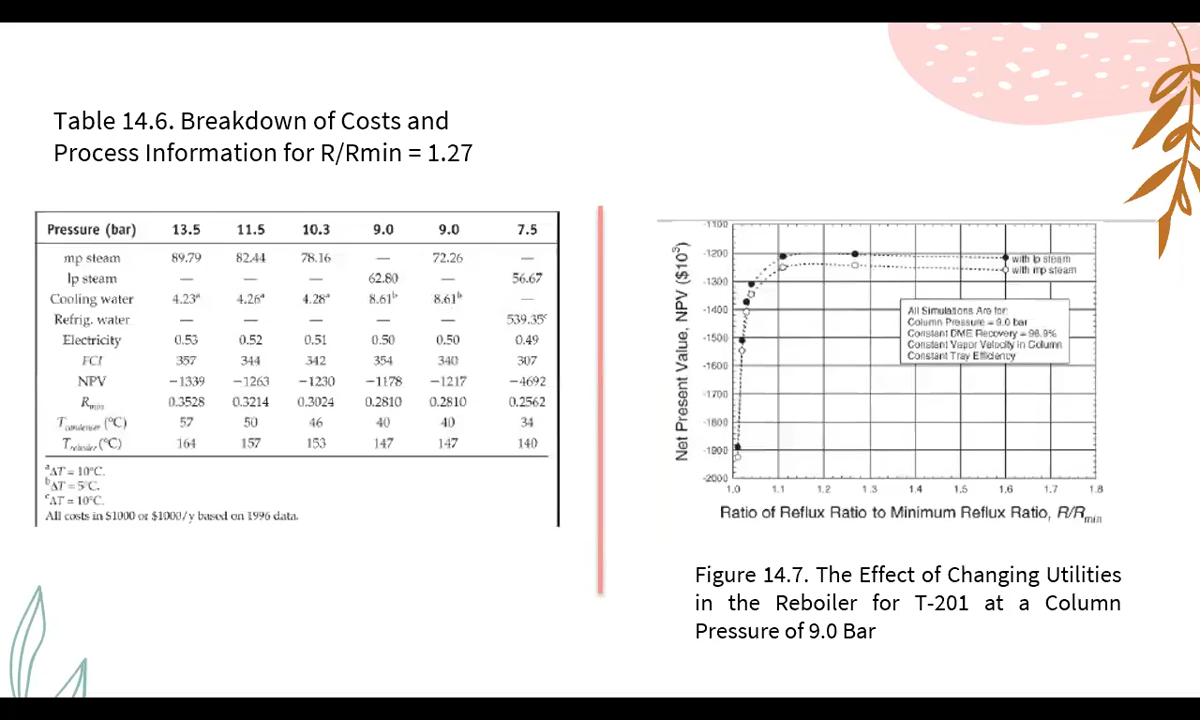 Table 14.6. Breakdown of Costs and
Process Information for R/Rmin = 1.27
Pressure (bar) 13.5 11.5 10.3 9.0 9.0 7.5
mp steam 89.79 82.44 78.16 — 72.26 —
lp steam — — — 62.80 — 56.67
Cooling water 4.23ᵃ 4.26ᵃ 4.28ᵃ 8.61ᵇ 8.61ᵇ —
Refrig. water — — — — — 539.35ᶜ
Electricity 0.53 0.52 0.51 0.50 0.50 0.49
FCI 357 344 342 354 340 307
NPV −1339 −1263 −1230 −1178 −1217 −4692
Rmin 0.3528 0.3214 0.3024 0.2810 0.2810 0.2562
Tcondenser (°C) 57 50 46 40 40 34
Treboiler (°C) 164 157 153 147 147 140
ᵃΔT = 10°C.
ᵇΔT = 5°C.
ᶜΔT = 10°C.
All costs in $1000 or $1000/y based on 1996 data.
Net Present Value, NPV ($10³)
-1100
-1200
-1300
-1400
-1500
-1600
-1700
-1800
-1900
-2000
with lp steam
with mp steam
All Simulations Are for:
Column Pressure = 9.0 bar
Constant DME Recovery = 98.9%
Constant Vapor Velocity in Column
Constant Tray Efficiency
1.0 1.1 1.2 1.3 1.4 1.5 1.6 1.7 1.8
Ratio of Reflux Ratio to Minimum Reflux Ratio, R/Rmin
Figure 14.7. The Effect of Changing Utilities
in the Reboiler for T-201 at a Column
Pressure of 9.0 Bar